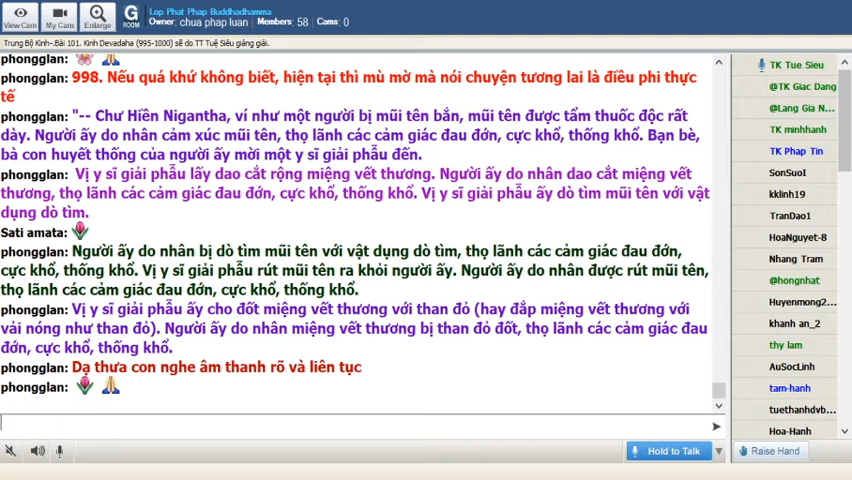 View Cam
My Cam
Enlarge
G
ROOM
Lop Phat Phap Buddhadhamma
Owner: chua phap luan Members: 58 Cams: 0
Trung Bộ Kinh-.Bài 101. Kinh Devadaha (995-1000) sẽ do TT Tuệ Siêu giảng giải.
phongglan:
phongglan: 998. Nếu quá khứ không biết, hiện tại thì mù mờ mà nói chuyện tương lai là điều phi thực
tế
phongglan: "-- Chư Hiền Nigantha, ví như một người bị mũi tên bắn, mũi tên được tẩm thuốc độc rất
dày. Người ấy do nhân cảm xúc mũi tên, thọ lãnh các cảm giác đau đớn, cực khổ, thống khổ. Bạn bè,
bà con huyết thống của người ấy mời một y sĩ giải phẫu đến.
phongglan: Vị y sĩ giải phẫu lấy dao cắt rộng miệng vết thương. Người ấy do nhân dao cắt miệng vết
thương, thọ lãnh các cảm giác đau đớn, cực khổ, thống khổ. Vị y sĩ giải phẫu ấy dò tìm mũi tên với vật
dụng dò tìm.
Sati amata:
phongglan: Người ấy do nhân bị dò tìm mũi tên với vật dụng dò tìm, thọ lãnh các cảm giác đau đớn,
cực khổ, thống khổ. Vị y sĩ giải phẫu rút mũi tên ra khỏi người ấy. Người ấy do nhân được rút mũi tên,
thọ lãnh các cảm giác đau đớn, cực khổ, thống khổ.
phongglan: Vị y sĩ giải phẫu ấy cho đốt miệng vết thương với than đỏ (hay đắp miệng vết thương với
vải nóng như than đỏ). Người ấy do nhân miệng vết thương bị than đỏ đốt, thọ lãnh các cảm giác đau
đớn, cực khổ, thống khổ.
phongglan: Dạ thưa con nghe âm thanh rõ và liên tục
phongglan:
TK Tue Sieu
@TK Giac Dang
@Lang Gia N...
TK minhhanh
TK Phap Tin
SonSuoI
kklinh19
TranDao1
HoaNguyet-8
Nhang Tram
@hongnhat
Huyenmong2...
khanh an_2
thy lam
AuSocLinh
tam-hanh
tuethanhdvb...
Hoa-Hanh
Hold to Talk
Raise Hand